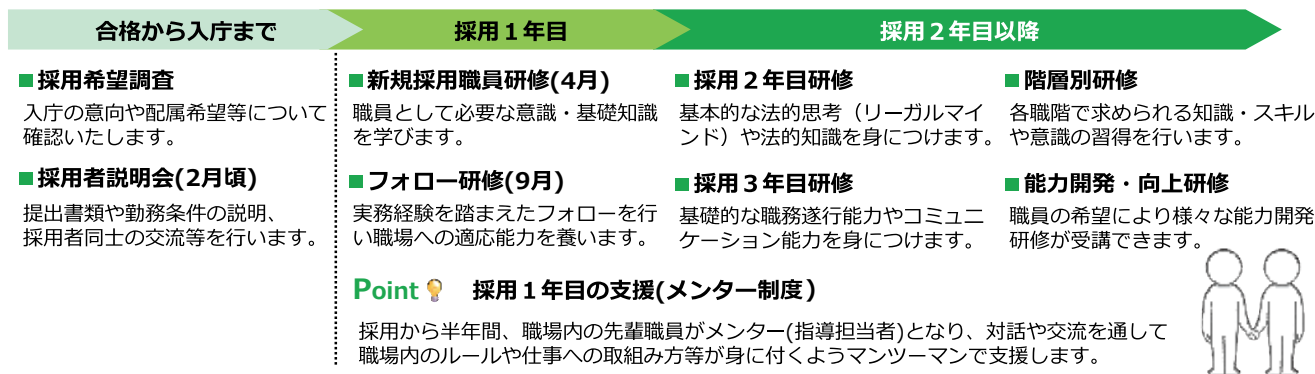 合格から入庁まで
採用１年目
採用２年目以降
■採用希望調査
入庁の意向や配属希望等について
確認いたします。
■採用者説明会(2月頃)
提出書類や勤務条件の説明、
採用者同士の交流等を行います。
■新規採用職員研修(4月)
職員として必要な意識・基礎知識
を学びます。
■フォロー研修(9月)
実務経験を踏まえたフォローを行
い職場への適応能力を養います。
■採用２年目研修
基本的な法的思考（リーガルマイ
ンド）や法的知識を身につけます。
■採用３年目研修
基礎的な職務遂行能力やコミュニ
ケーション能力を身につけます。
■階層別研修
各職階で求められる知識・スキル
や意識の習得を行います。
■能力開発・向上研修
職員の希望により様々な能力開発
研修が受講できます。
Point 採用１年目の支援(メンター制度）
採用から半年間、職場内の先輩職員がメンター(指導担当者)となり、対話や交流を通して
職場内のルールや仕事への取組み方等が身に付くようマンツーマンで支援します。